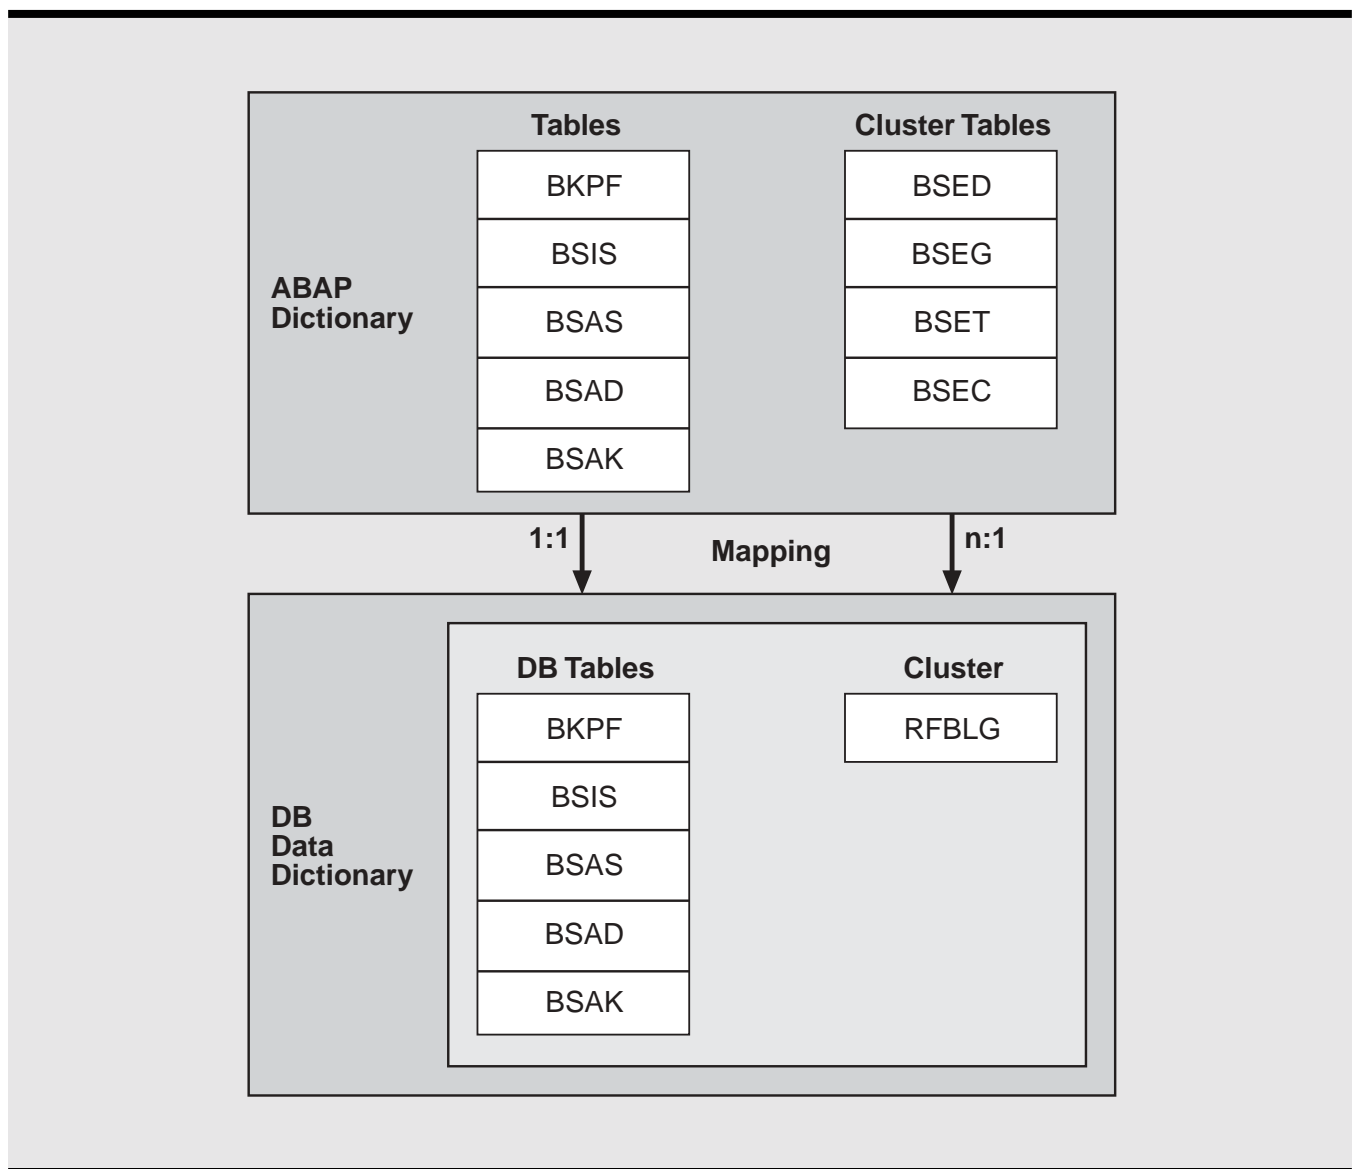 Tables
Cluster Tables
ABAP
Dictionary
BKPF
BSIS
BSAS
BSAD
BSAK
BSED
BSEG
BSET
BSEC
1:1
Mapping
n:1
DB
Data
Dictionary
DB Tables
BKPF
BSIS
BSAS
BSAD
BSAK
Cluster
RFBLG